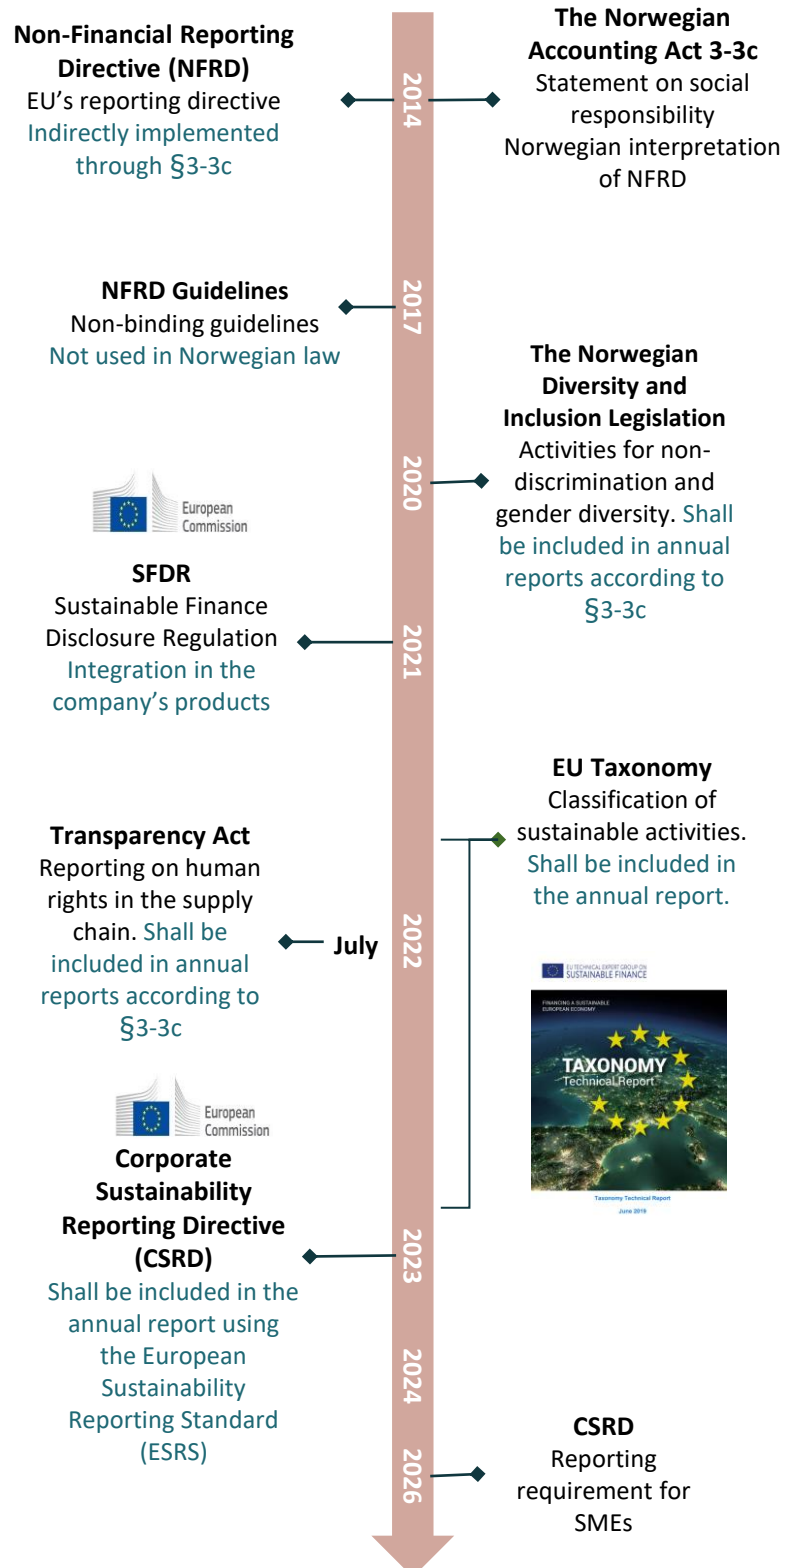 Non-Financial Reporting
Directive (NFRD)
EU's reporting directive
Indirectly implemented
through §3-3c
2014
The Norwegian
Accounting Act 3-3c
Statement on social
responsibility
Norwegian interpretation
of NFRD
NFRD Guidelines
Non-binding guidelines
Not used in Norwegian law
2017
The Norwegian
Diversity and
Inclusion Legislation
Activities for non-
discrimination and
gender diversity. Shall
be included in annual
reports according to
§3-3c
2020
European
Commission
SFDR
Sustainable Finance
Disclosure Regulation
Integration in the
company's products
2021
EU Taxonomy
Classification of
sustainable activities.
Shall be included in
the annual report.
Transparency Act
Reporting on human
rights in the supply
chain. Shall be
included in annual
reports according to
§3-3c
July
2022
EU TECHNICAL EXPERT GROUP ON
SUSTAINABLE FINANCE
FINANCING A SUSTAINABLE
EUROPEAN ECONOMY
TAXONOMY
Technical Report
Taxonomy Technical Report
June 2019
European
Commission
Corporate
Sustainability
Reporting Directive
(CSRD)
Shall be included in the
annual report using
the European
Sustainability
Reporting Standard
(ESRS)
2023
2024
2026
CSRD
Reporting
requirement for
SMEs